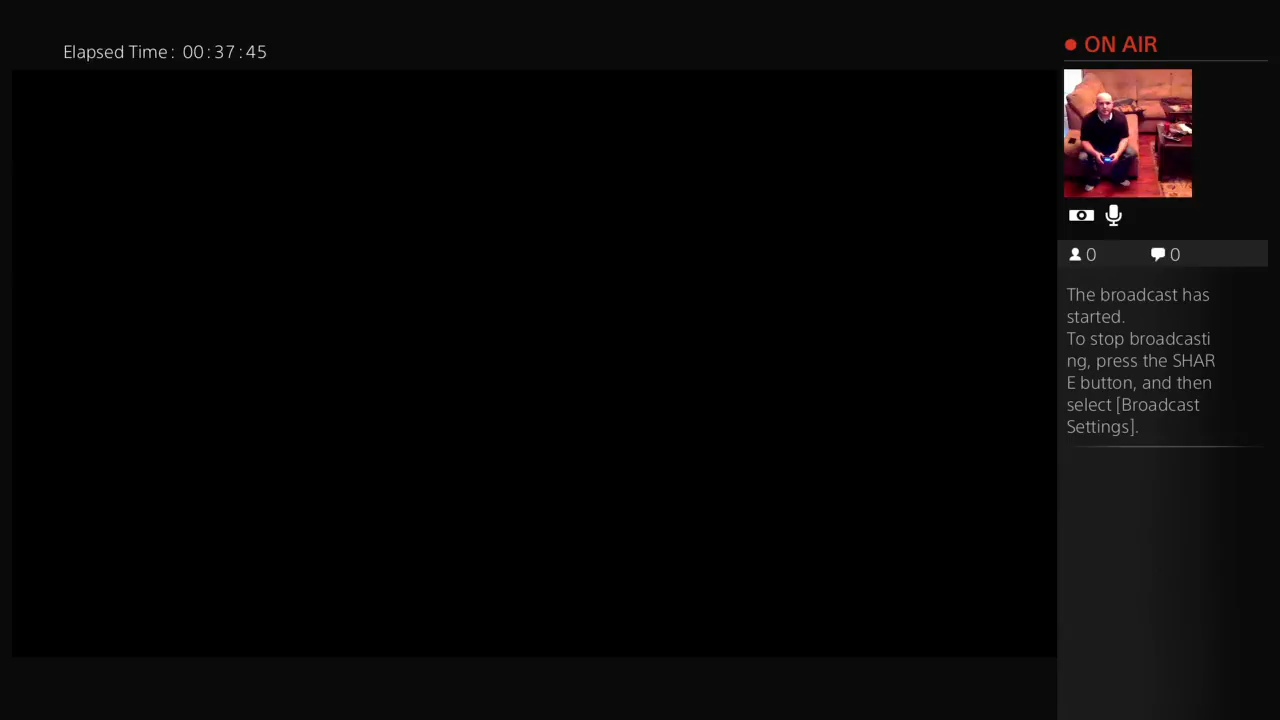 Elapsed Time: 00:37:45
ON AIR
0 0
The broadcast has
started.
To stop broadcasti
ng, press the SHAR
E button, and then
select [Broadcast
Settings].